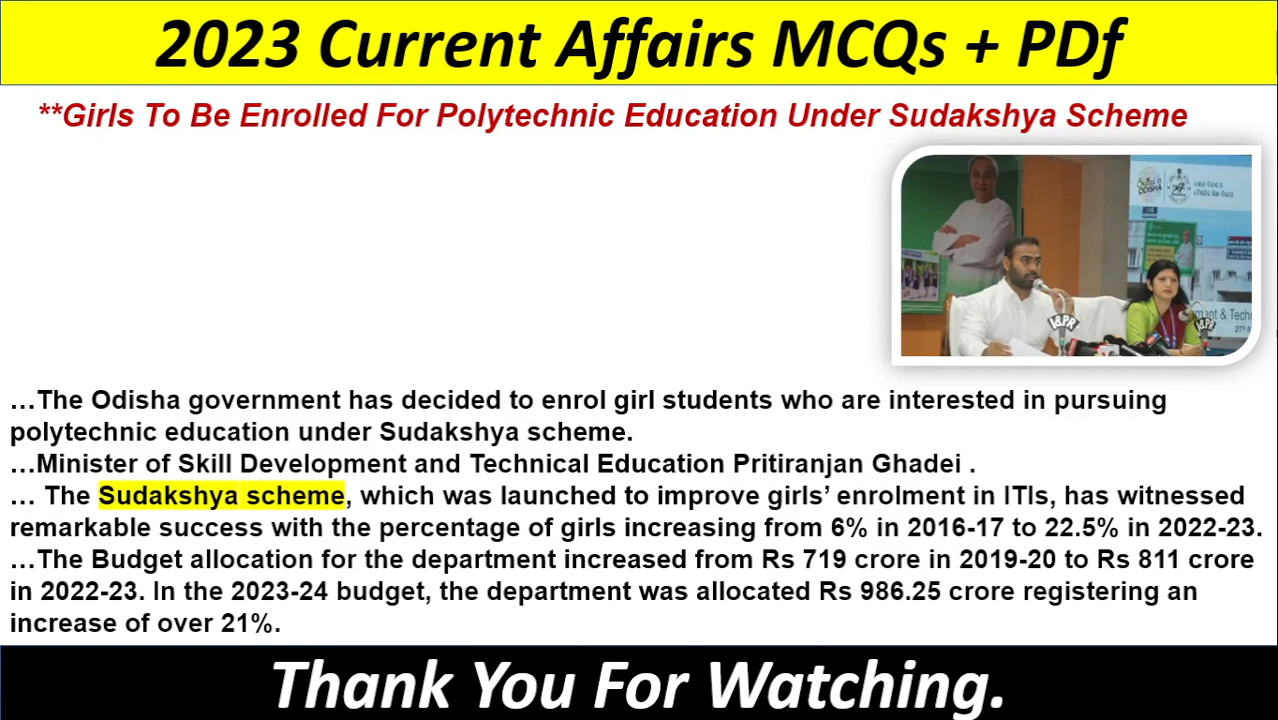 2023 Current Affairs MCQs + PDf
**Girls To Be Enrolled For Polytechnic Education Under Sudakshya Scheme
ODISHA
I&PR
I&PR
…The Odisha government has decided to enrol girl students who are interested in pursuing
polytechnic education under Sudakshya scheme.
…Minister of Skill Development and Technical Education Pritiranjan Ghadei .
… The Sudakshya scheme, which was launched to improve girls’ enrolment in ITIs, has witnessed
remarkable success with the percentage of girls increasing from 6% in 2016-17 to 22.5% in 2022-23.
…The Budget allocation for the department increased from Rs 719 crore in 2019-20 to Rs 811 crore
in 2022-23. In the 2023-24 budget, the department was allocated Rs 986.25 crore registering an
increase of over 21%.
Thank You For Watching.